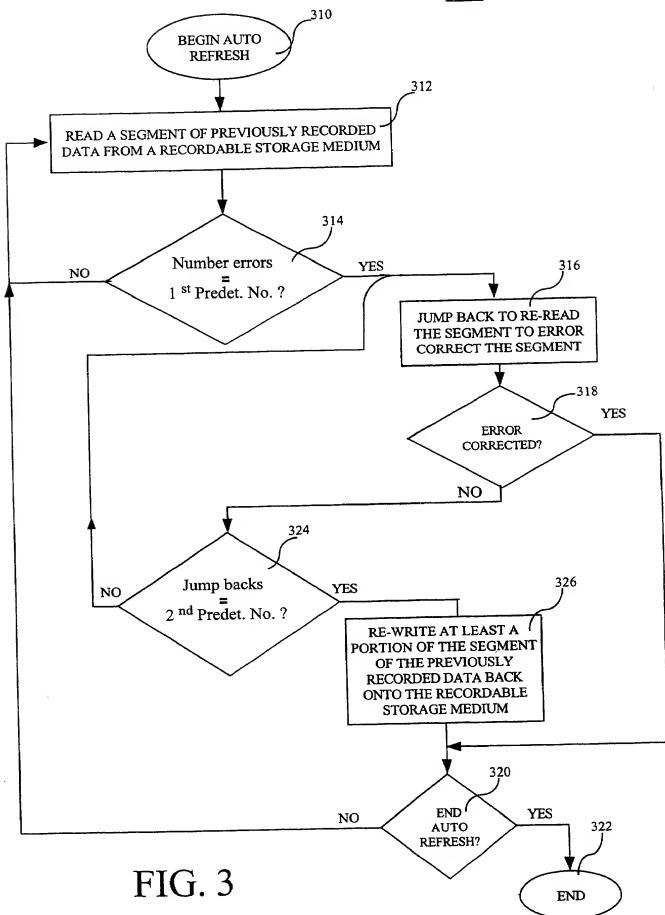 310
BEGIN AUTO
REFRESH
312
READ A SEGMENT OF PREVIOUSLY RECORDED
DATA FROM A RECORDABLE STORAGE MEDIUM
314
Number errors
=
1 st Predet. No. ?
NO
YES
316
JUMP BACK TO RE-READ
THE SEGMENT TO ERROR
CORRECT THE SEGMENT
318
ERROR
CORRECTED?
YES
NO
324
Jump backs
=
2 nd Predet. No. ?
NO
YES
326
RE-WRITE AT LEAST A
PORTION OF THE SEGMENT
OF THE PREVIOUSLY
RECORDED DATA BACK
ONTO THE RECORDABLE
STORAGE MEDIUM
320
END
AUTO
REFRESH?
NO
YES
322
END
FIG. 3